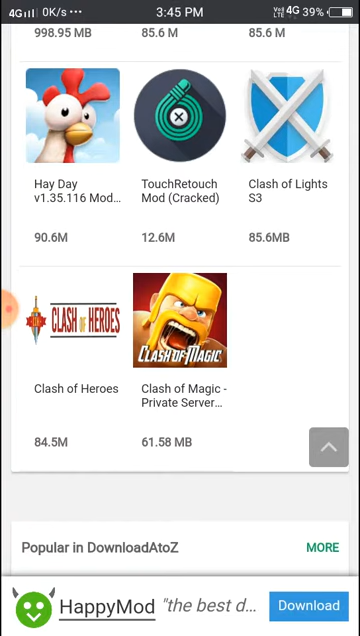 4G 0K/s ··· 3:45 PM VoD LTE 4G 39%
998.95 MB 85.6 M 85.6 M
Hay Day TouchRetouch Clash of Lights
v1.35.116 Mod... Mod (Cracked) S3
90.6M 12.6M 85.6MB
CLASH OF HEROES
CLASH OF MAGIC
Clash of Heroes Clash of Magic -
Private Server...
84.5M 61.58 MB
Popular in DownloadAtoZ MORE
HappyMod "the best d... Download